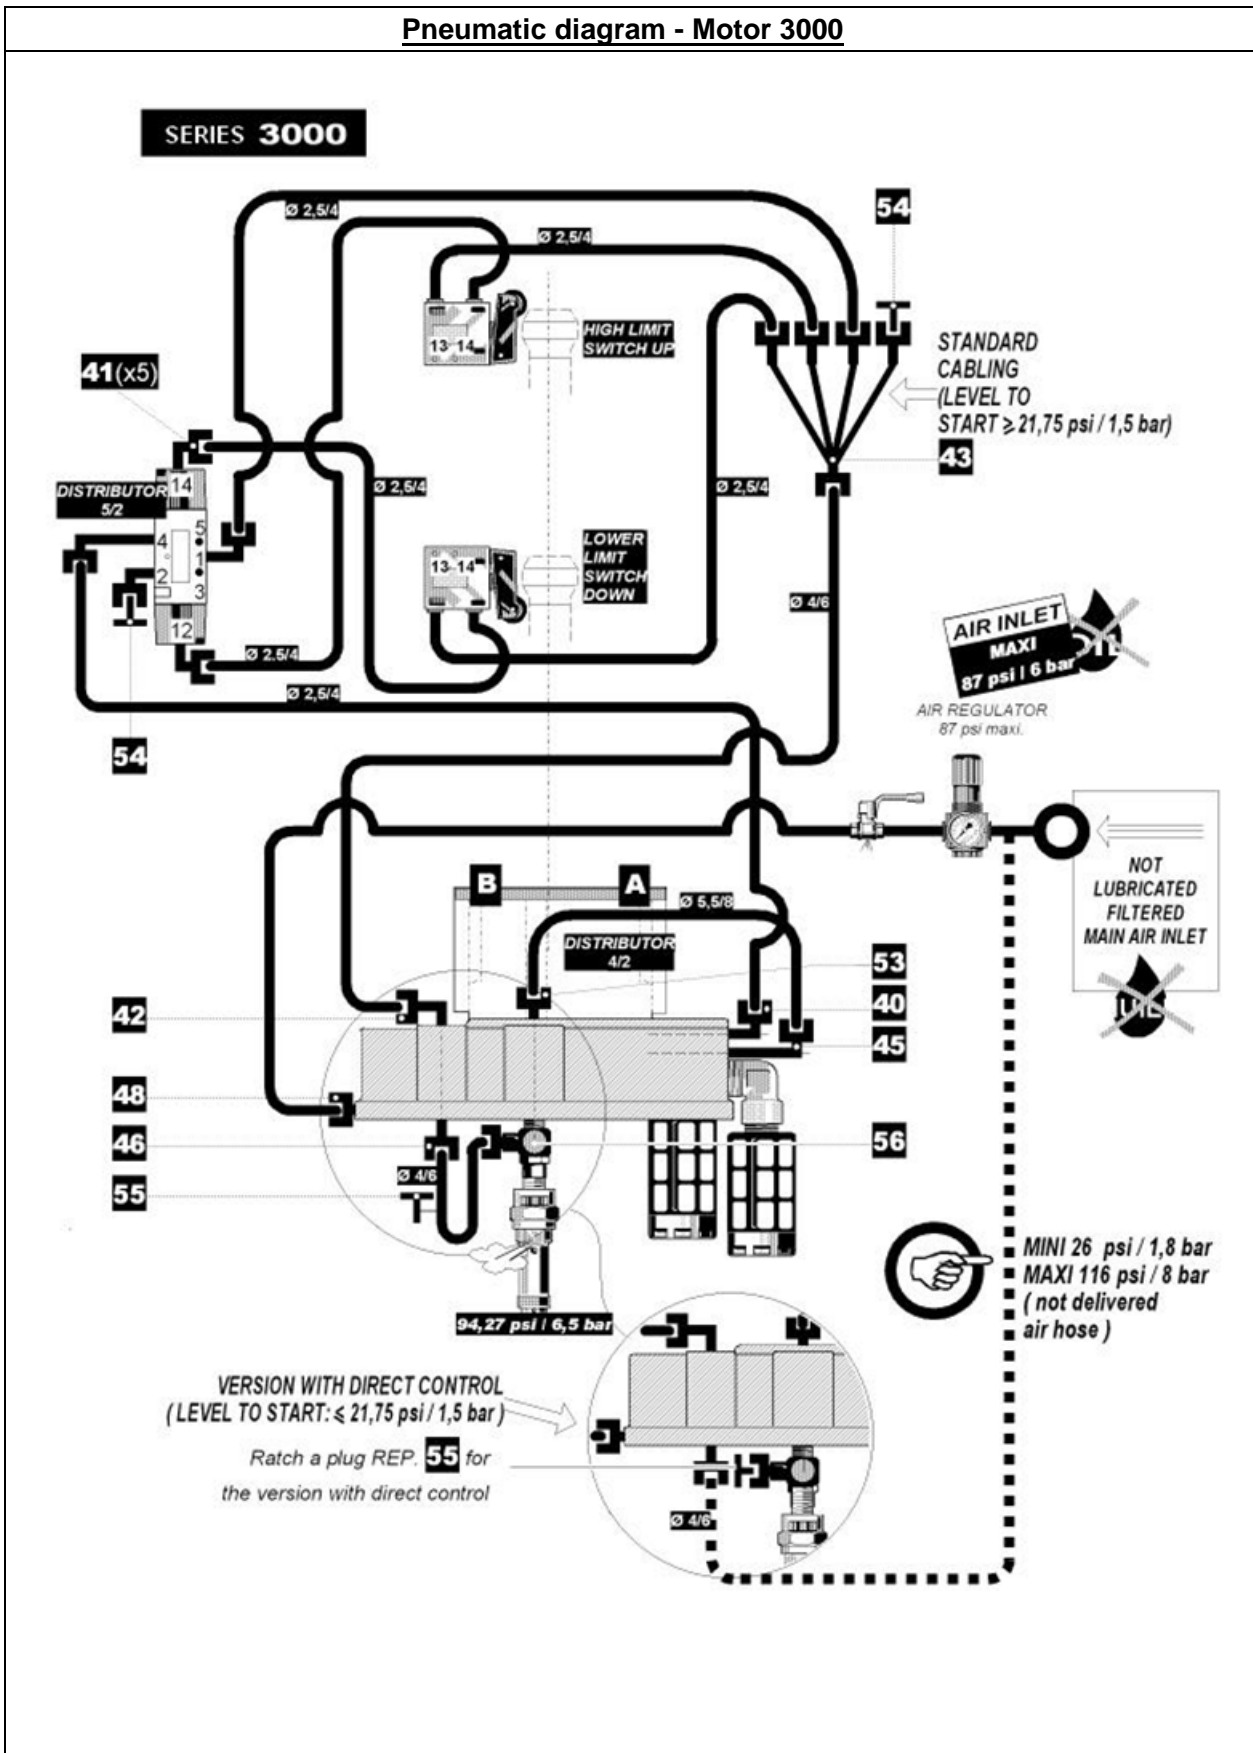 Pneumatic diagram - Motor 3000
SERIES 3000
Ø 2,5/4
Ø 2,5/4
54
HIGH LIMIT
SWITCH UP
13 14
STANDARD
CABLING
(LEVEL TO
START ≥ 21,75 psi / 1,5 bar)
41(x5)
43
14
DISTRIBUTOR
5/2
Ø 2,5/4
Ø 2,5/4
4
5
1
2
3
12
LOWER
LIMIT
SWITCH
DOWN
13 14
Ø 4/6
AIR INLET
MAXI
87 psi / 6 bar
Ø 2.5/4
Ø 2,5/4
AIR REGULATOR
87 psi maxi.
54
NOT
LUBRICATED
FILTERED
MAIN AIR INLET
B
A
Ø 5,5/8
DISTRIBUTOR
4/2
53
42
40
45
48
46
56
Ø 4/6
55
MINI 26 psi / 1,8 bar
MAXI 116 psi / 8 bar
( not delivered
air hose )
94,27 psi / 6,5 bar
VERSION WITH DIRECT CONTROL
( LEVEL TO START: ≤ 21,75 psi / 1,5 bar )
Ratch a plug REP. 55 for
the version with direct control
Ø 4/6